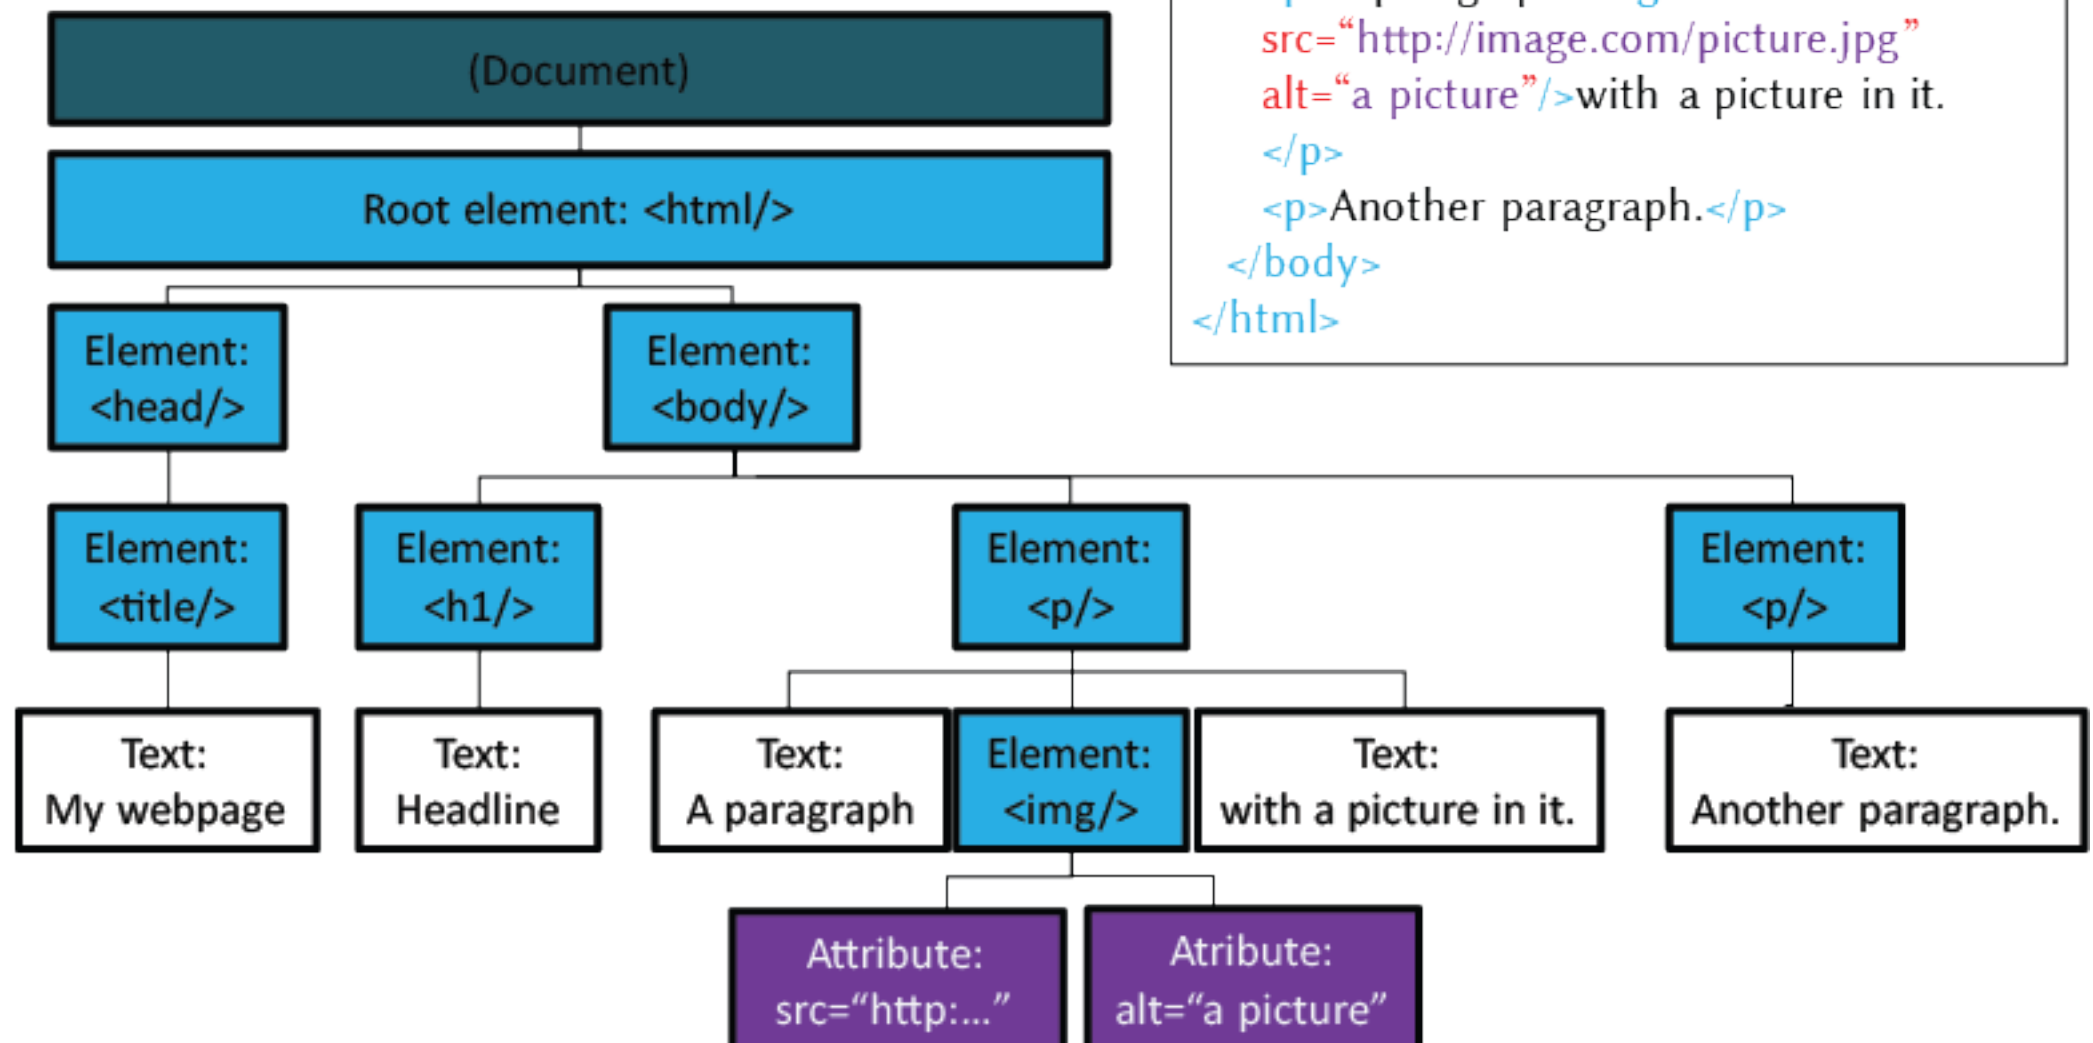 (Document)
Root element: <html/>
Element:
<head/>
Element:
<body/>
Element:
<title/>
Element:
<h1/>
Element:
<p/>
Element:
<p/>
Text:
My webpage
Text:
Headline
Text:
A paragraph
Element:
<img/>
Text:
with a picture in it.
Text:
Another paragraph.
Attribute:
src=“http:...”
Atribute:
alt=“a picture”
src=“http://image.com/picture.jpg”
alt=“a picture”/>with a picture in it.
</p>
<p>Another paragraph.</p>
</body>
</html>